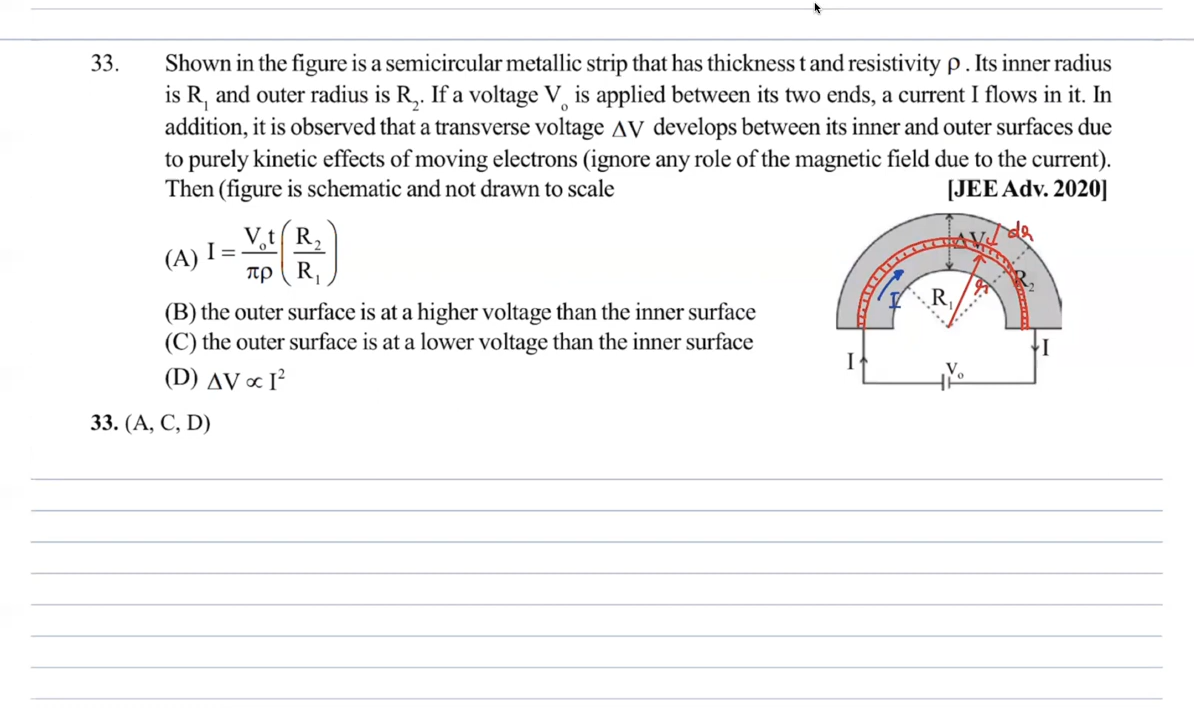 33. Shown in the figure is a semicircular metallic strip that has thickness t and resistivity ρ. Its inner radius
is R₁ and outer radius is R₂. If a voltage V₀ is applied between its two ends, a current I flows in it. In
addition, it is observed that a transverse voltage ΔV develops between its inner and outer surfaces due
to purely kinetic effects of moving electrons (ignore any role of the magnetic field due to the current).
Then (figure is schematic and not drawn to scale [JEE Adv. 2020]
(A) I = V₀t/πρ (R₂/R₁)
(B) the outer surface is at a higher voltage than the inner surface
(C) the outer surface is at a lower voltage than the inner surface
(D) ΔV ∝ I²
ΔV dr
R₂
I R₁ r
I I
V₀
33. (A, C, D)